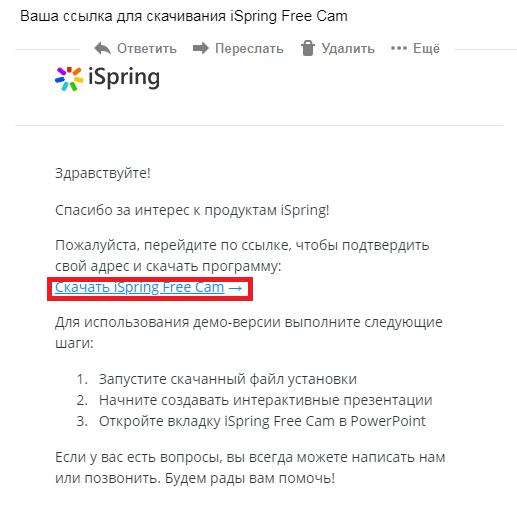 Ваша ссылка для скачивания iSpring Free Cam
Ответить Переслать Удалить Ещё
iSpring
Здравствуйте!
Спасибо за интерес к продуктам iSpring!
Пожалуйста, перейдите по ссылке, чтобы подтвердить
свой адрес и скачать программу:
Скачать iSpring Free Cam →
Для использования демо-версии выполните следующие
шаги:
1. Запустите скачанный файл установки
2. Начните создавать интерактивные презентации
3. Откройте вкладку iSpring Free Cam в PowerPoint
Если у вас есть вопросы, вы всегда можете написать нам
или позвонить. Будем рады вам помочь!